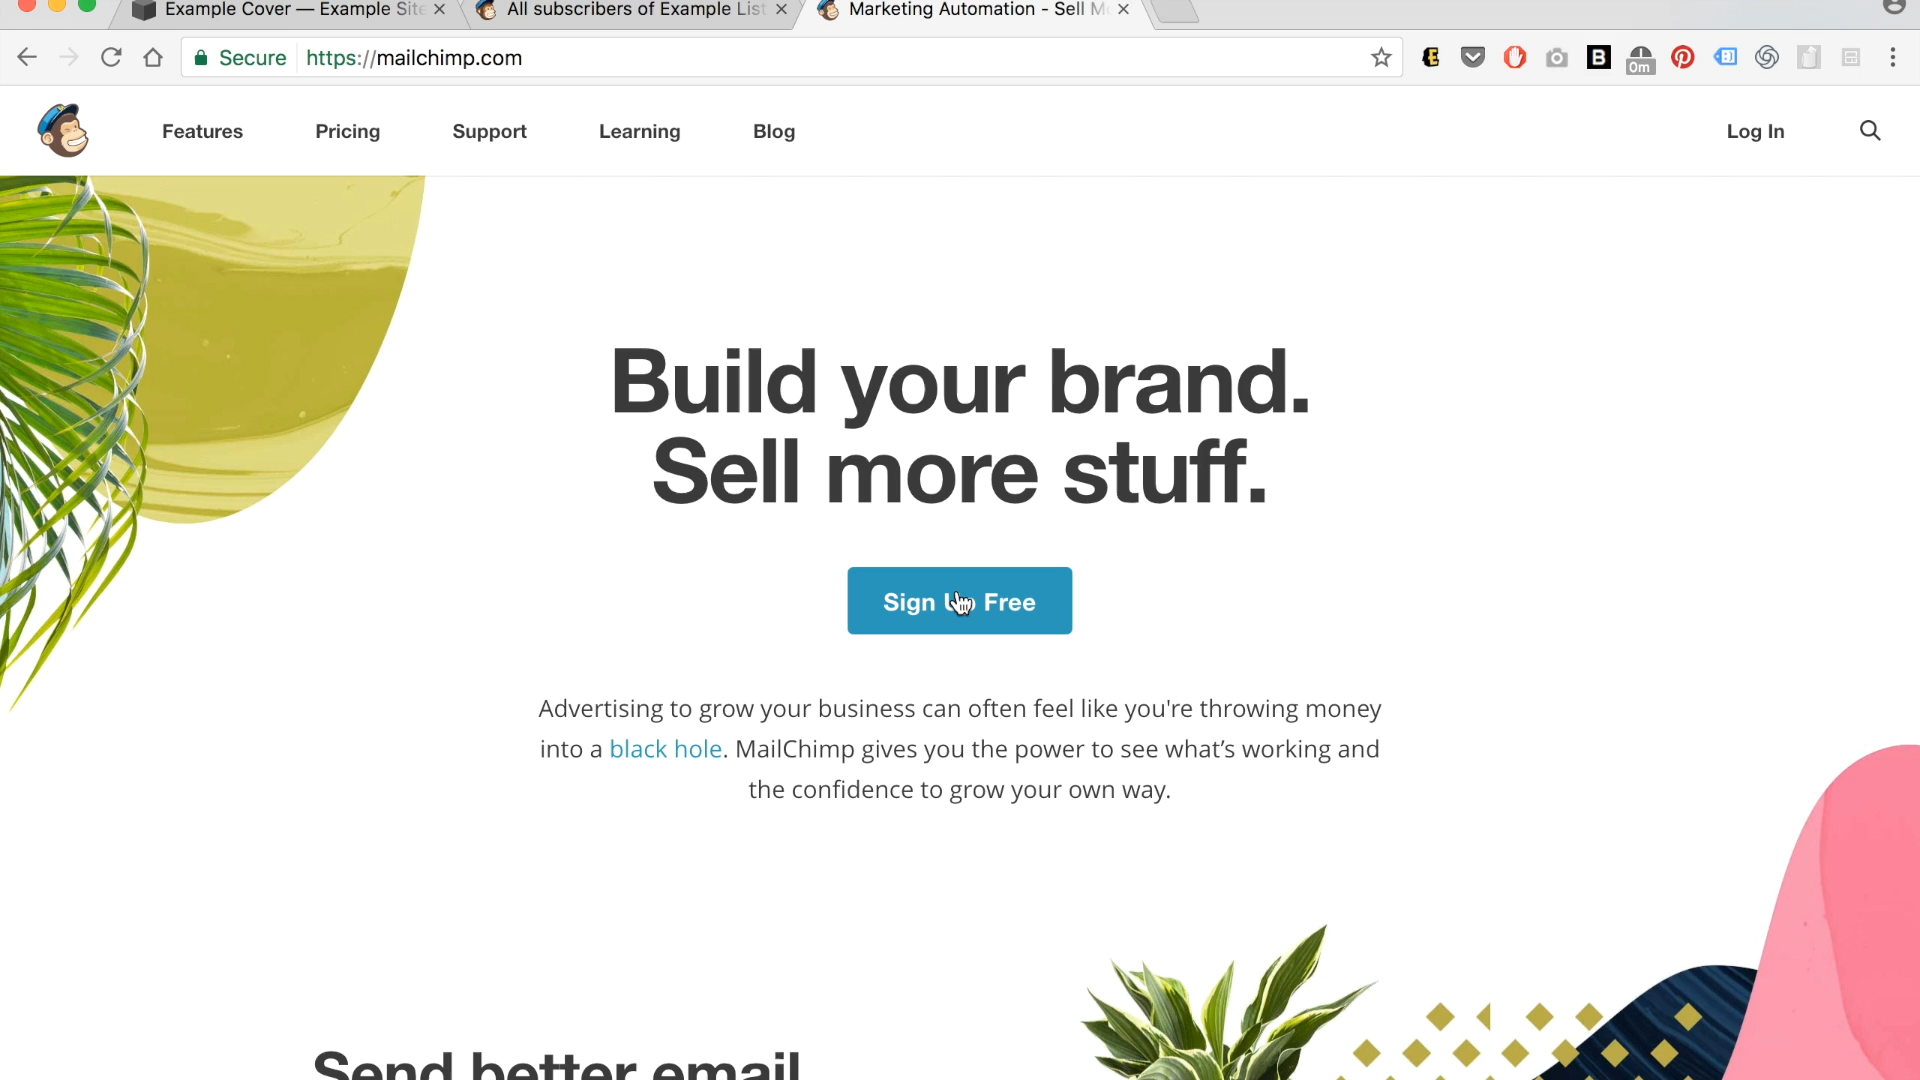 Example Cover — Example Site
All subscribers of Example List
Marketing Automation - Sell M
Secure
https://mailchimp.com
B
0m
Features
Pricing
Support
Learning
Blog
Log In
Build your brand.
Sell more stuff.
Sign Up Free
Advertising to grow your business can often feel like you're throwing money
into a black hole. MailChimp gives you the power to see what’s working and
the confidence to grow your own way.
Send better email